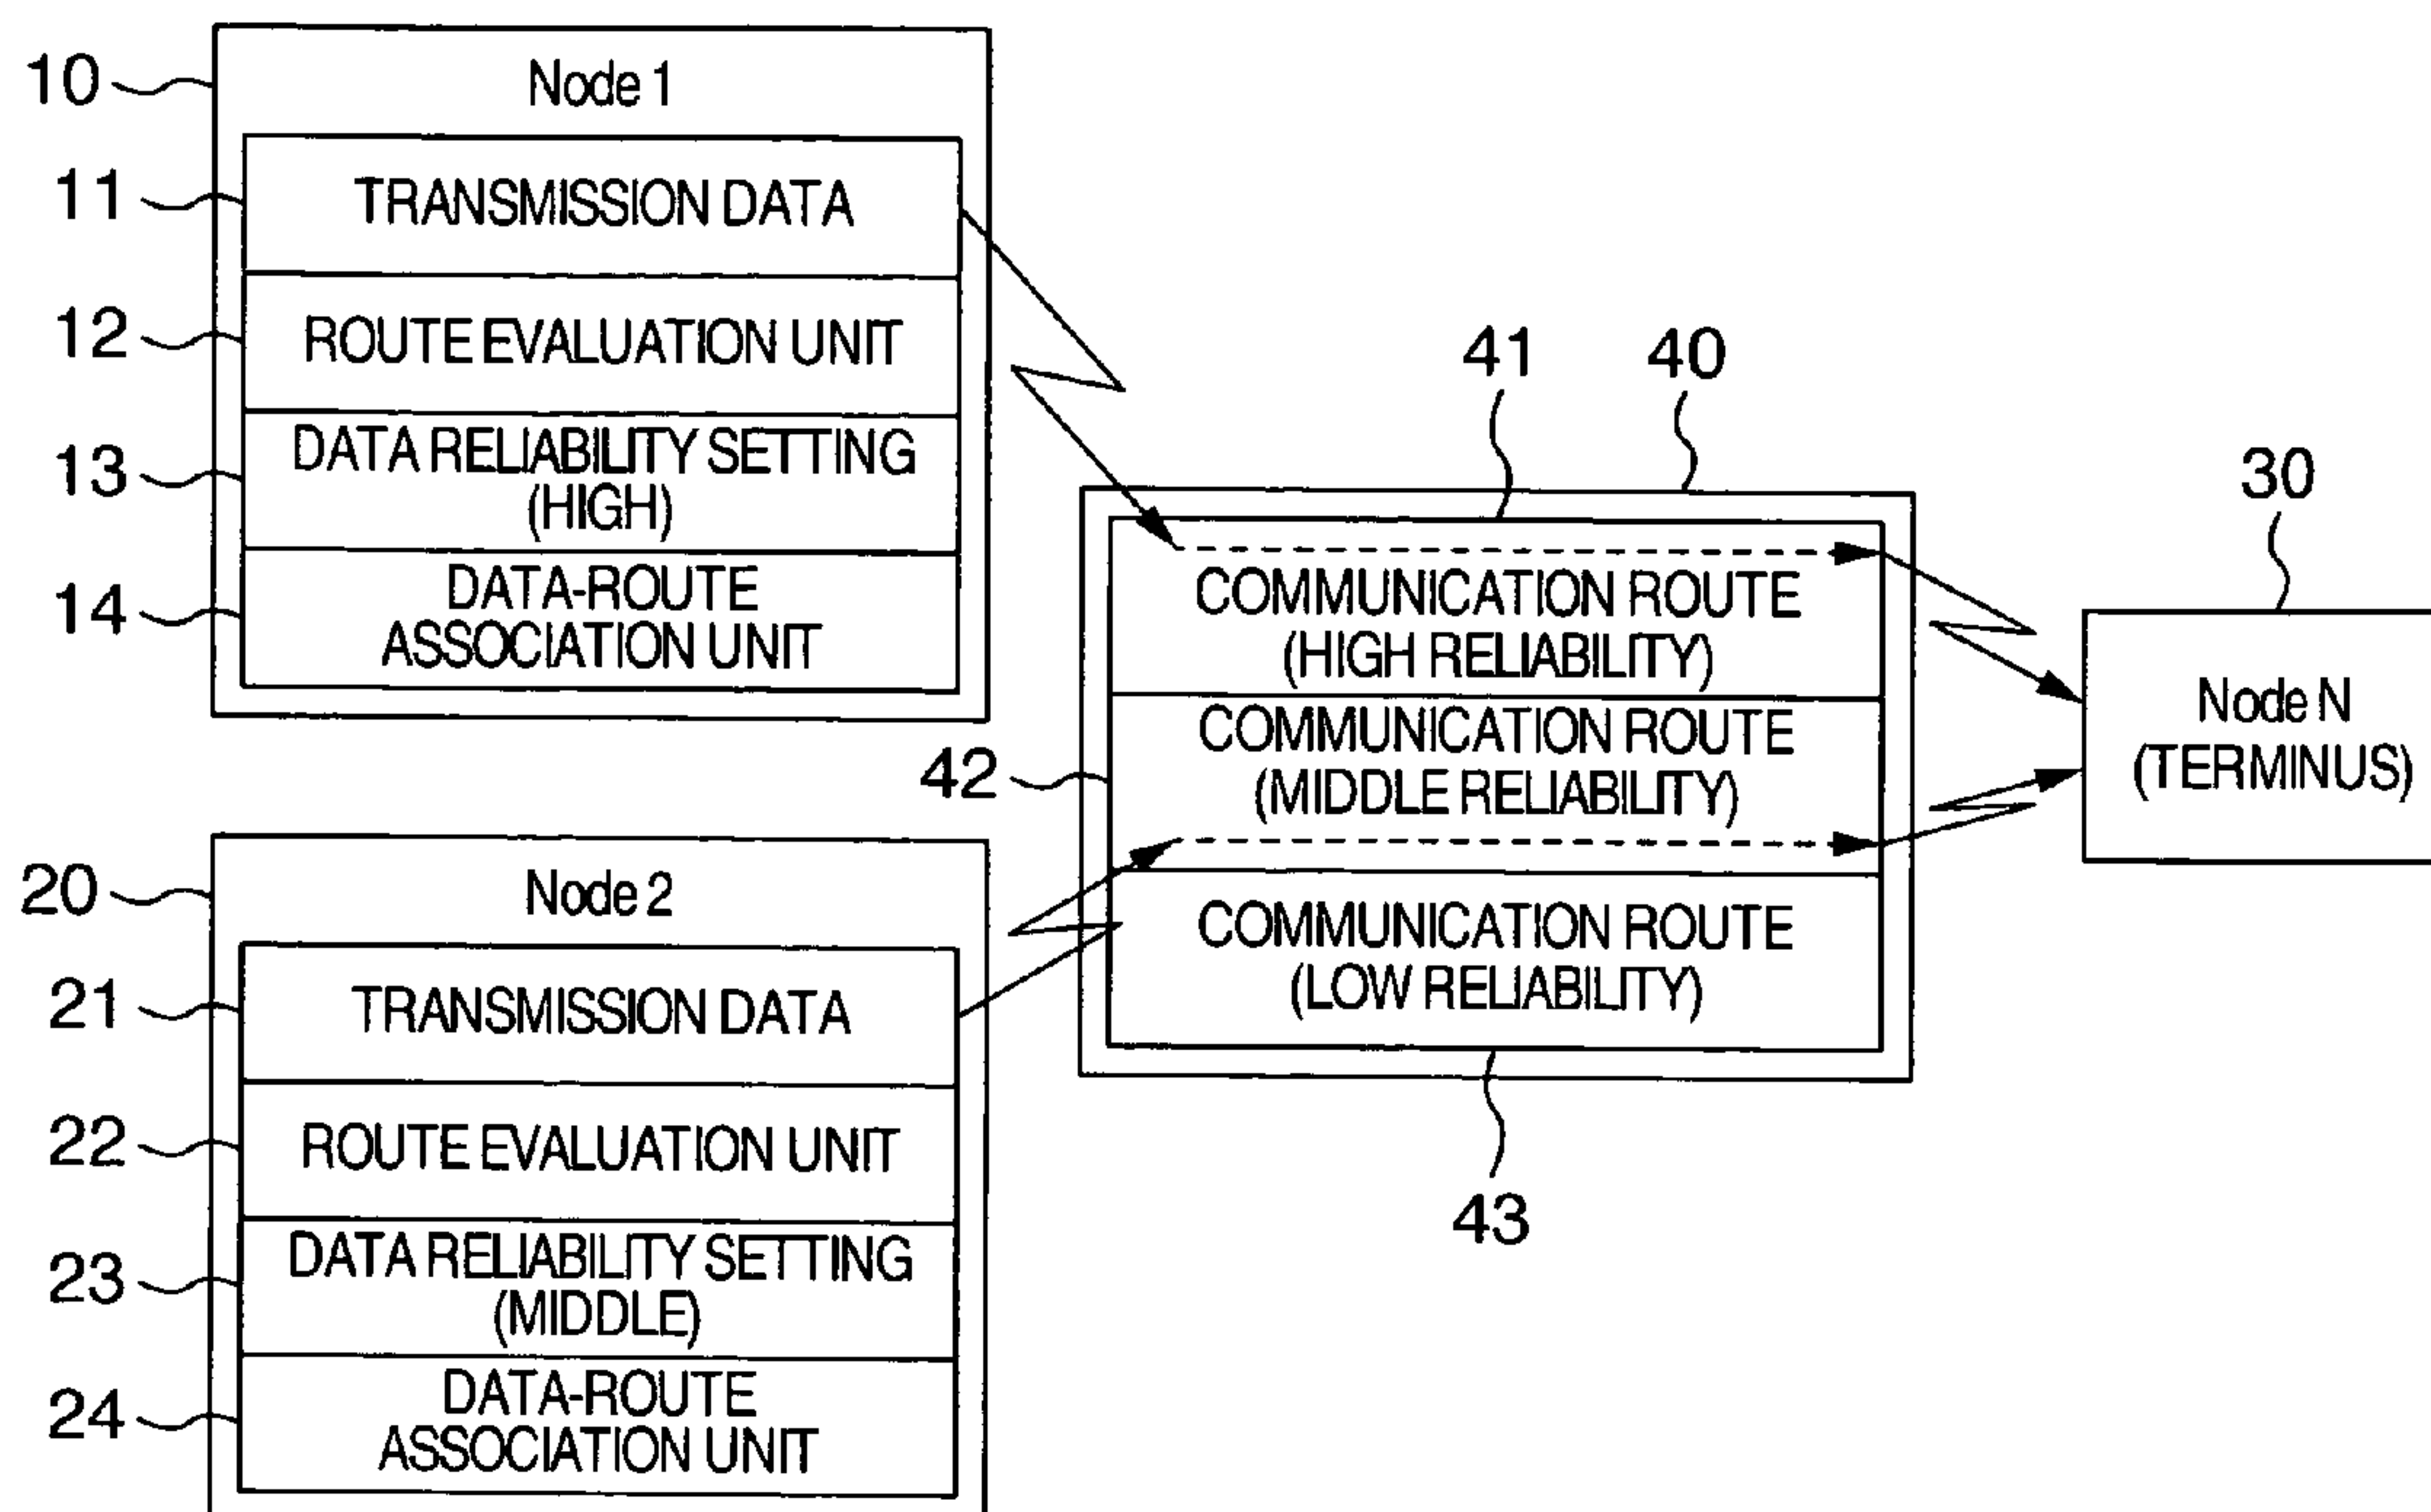 10
Node 1
11
TRANSMISSION DATA
12
ROUTE EVALUATION UNIT
13
DATA RELIABILITY SETTING
(HIGH)
14
DATA-ROUTE
ASSOCIATION UNIT
20
Node 2
21
TRANSMISSION DATA
22
ROUTE EVALUATION UNIT
23
DATA RELIABILITY SETTING
(MIDDLE)
24
DATA-ROUTE
ASSOCIATION UNIT
41
40
COMMUNICATION ROUTE
(HIGH RELIABILITY)
42
COMMUNICATION ROUTE
(MIDDLE RELIABILITY)
COMMUNICATION ROUTE
(LOW RELIABILITY)
43
30
Node N
(TERMINUS)